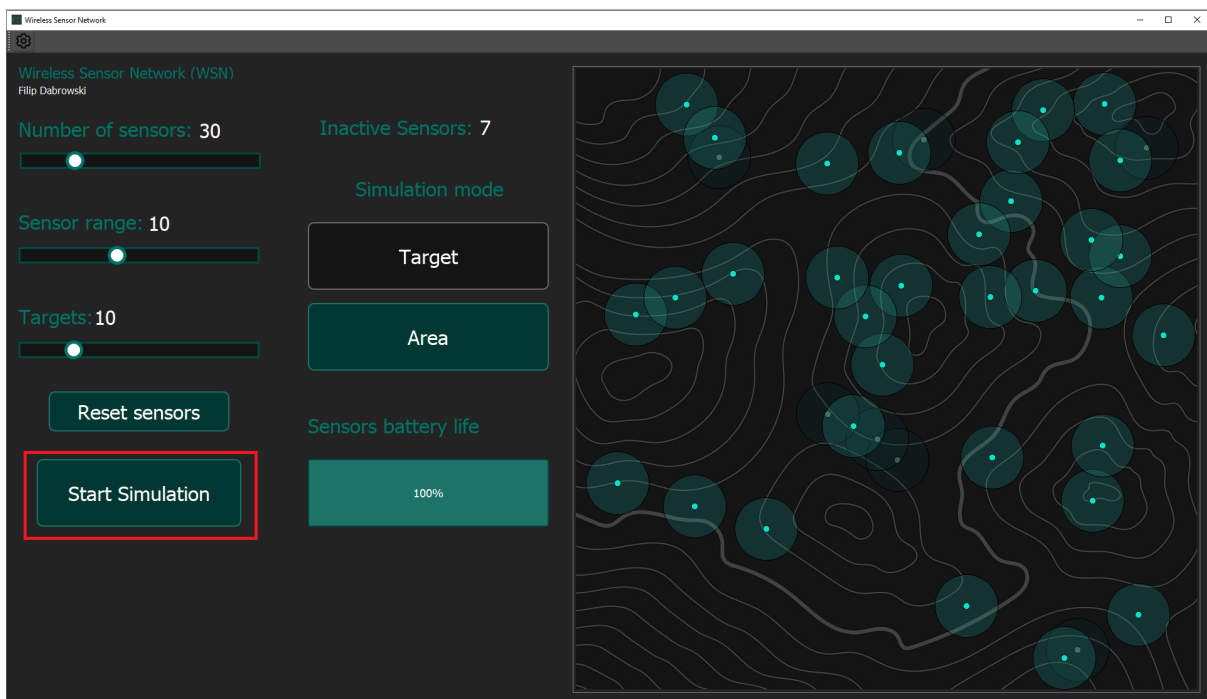 Wireless Sensor Network
Wireless Sensor Network (WSN)
Filip Dabrowski
Number of sensors: 30
Inactive Sensors: 7
Simulation mode
Sensor range: 10
Target
Targets: 10
Area
Reset sensors
Sensors battery life
Start Simulation
100%